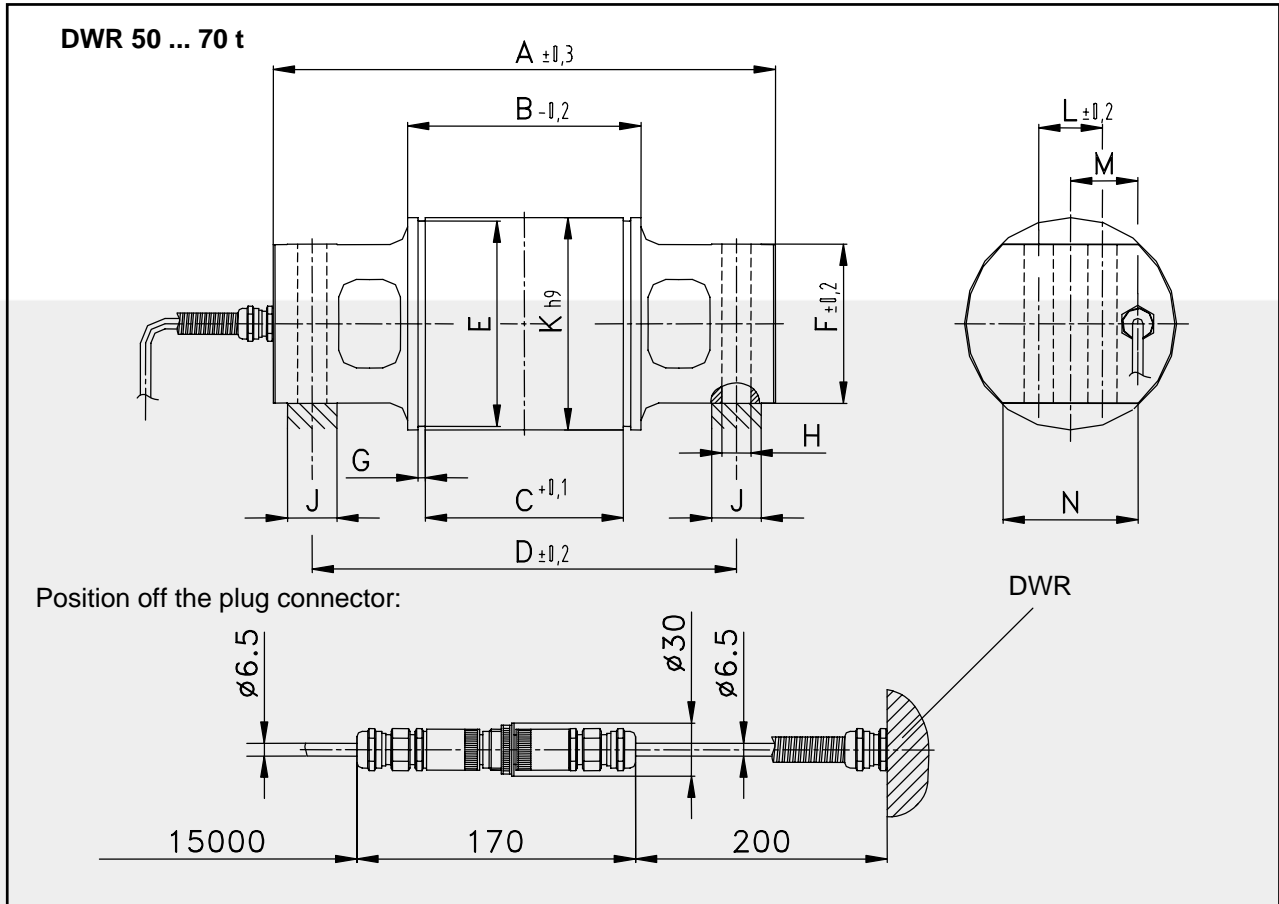 DWR 50 ... 70 t
A ±0,3
B -0,2
L ±0,2
M
E
K h9
F ±0,2
G
H
J
C +0,1
J
N
D ±0,2
Position off the plug connector:
DWR
ø6.5
ø30
ø6.5
15000
170
200